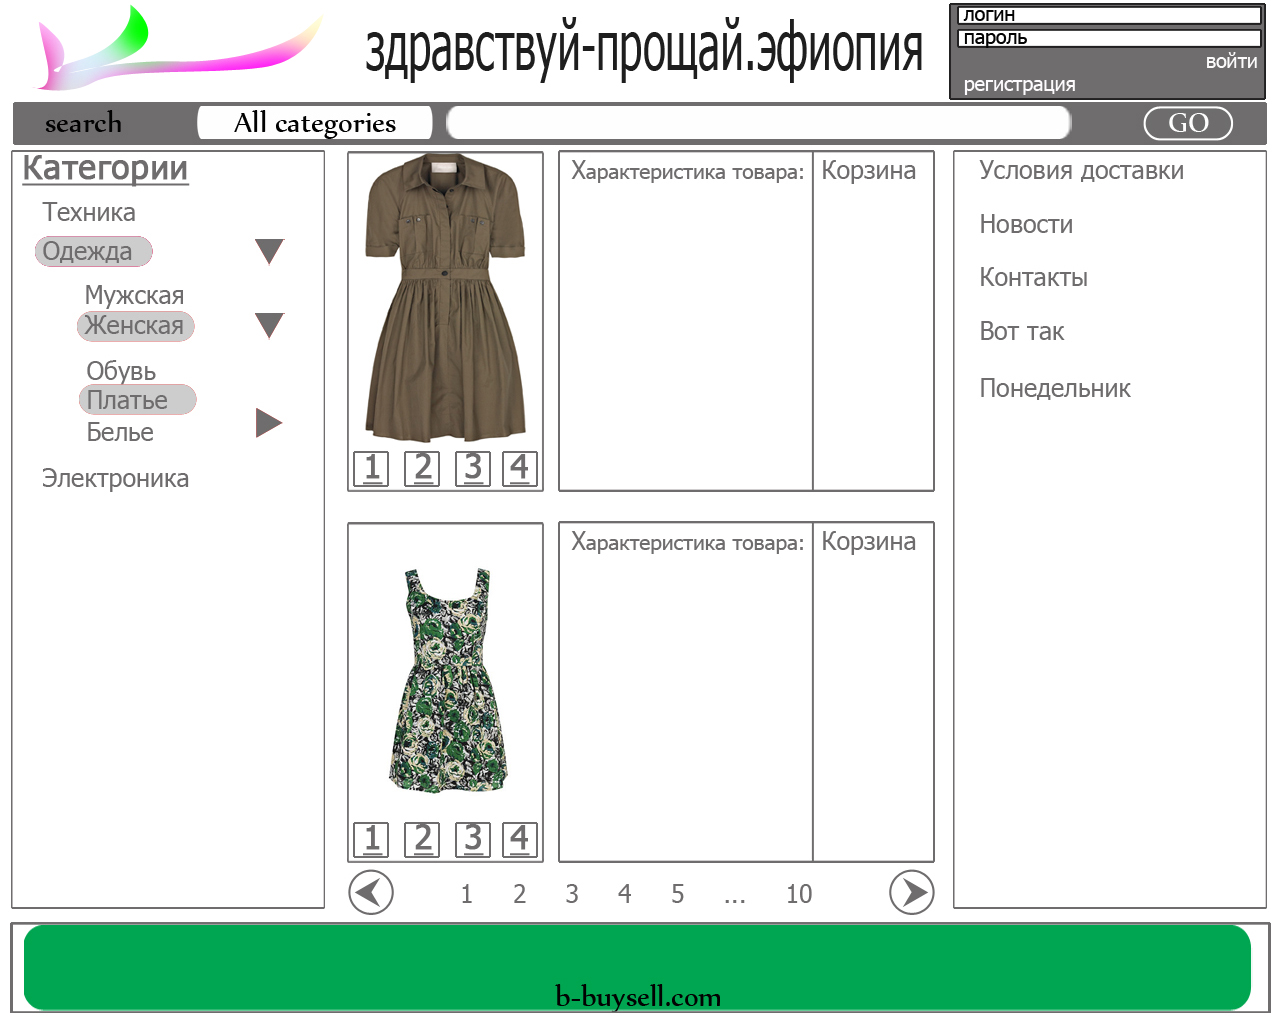 здравствуй-прощай.эфиопия
логин
пароль
войти
регистрация
search
All categories
GO
Категории
Техника
Одежда
Мужская
Женская
Обувь
Платье
Белье
Электроника
1 2 3 4
Характеристика товара:
Корзина
1 2 3 4
Характеристика товара:
Корзина
1 2 3 4 5 ... 10
Условия доставки
Новости
Контакты
Вот так
Понедельник
b-buysell.com